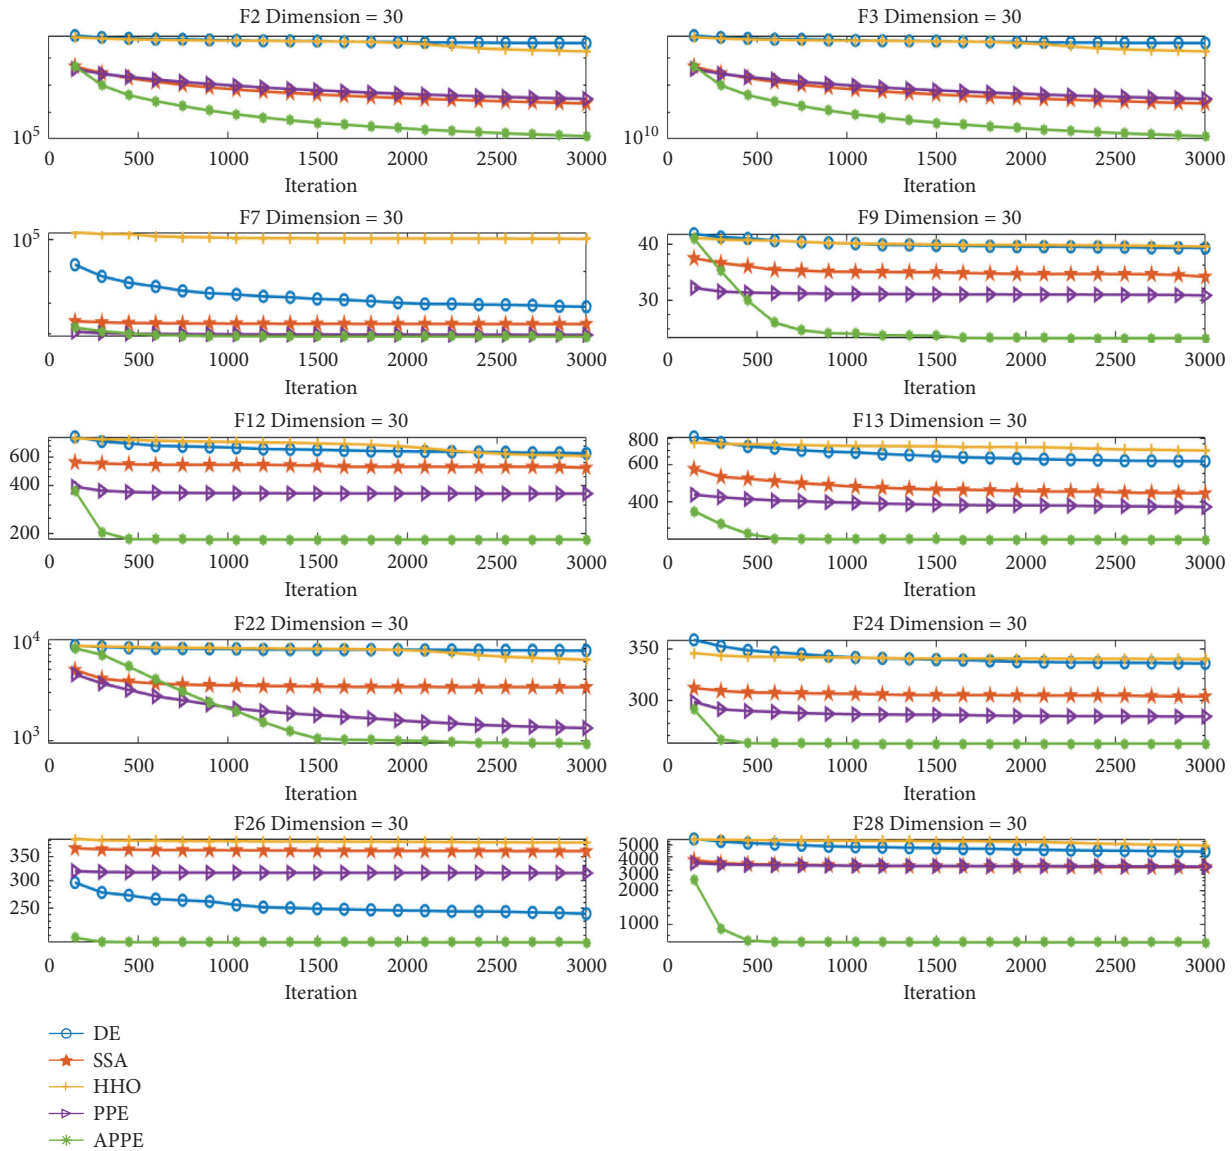 F2 Dimension = 30
10^5
0 500 1000 1500 2000 2500 3000
Iteration
F3 Dimension = 30
10^10
0 500 1000 1500 2000 2500 3000
Iteration
F7 Dimension = 30
10^5
0 500 1000 1500 2000 2500 3000
Iteration
F9 Dimension = 30
40
30
0 500 1000 1500 2000 2500 3000
Iteration
F12 Dimension = 30
600
400
200
0 500 1000 1500 2000 2500 3000
Iteration
F13 Dimension = 30
800
600
400
0 500 1000 1500 2000 2500 3000
Iteration
F22 Dimension = 30
10^4
10^3
0 500 1000 1500 2000 2500 3000
Iteration
F24 Dimension = 30
350
300
0 500 1000 1500 2000 2500 3000
Iteration
F26 Dimension = 30
350
300
250
0 500 1000 1500 2000 2500 3000
Iteration
F28 Dimension = 30
5000
4000
3000
2000
1000
0 500 1000 1500 2000 2500 3000
Iteration
DE
SSA
HHO
PPE
APPE